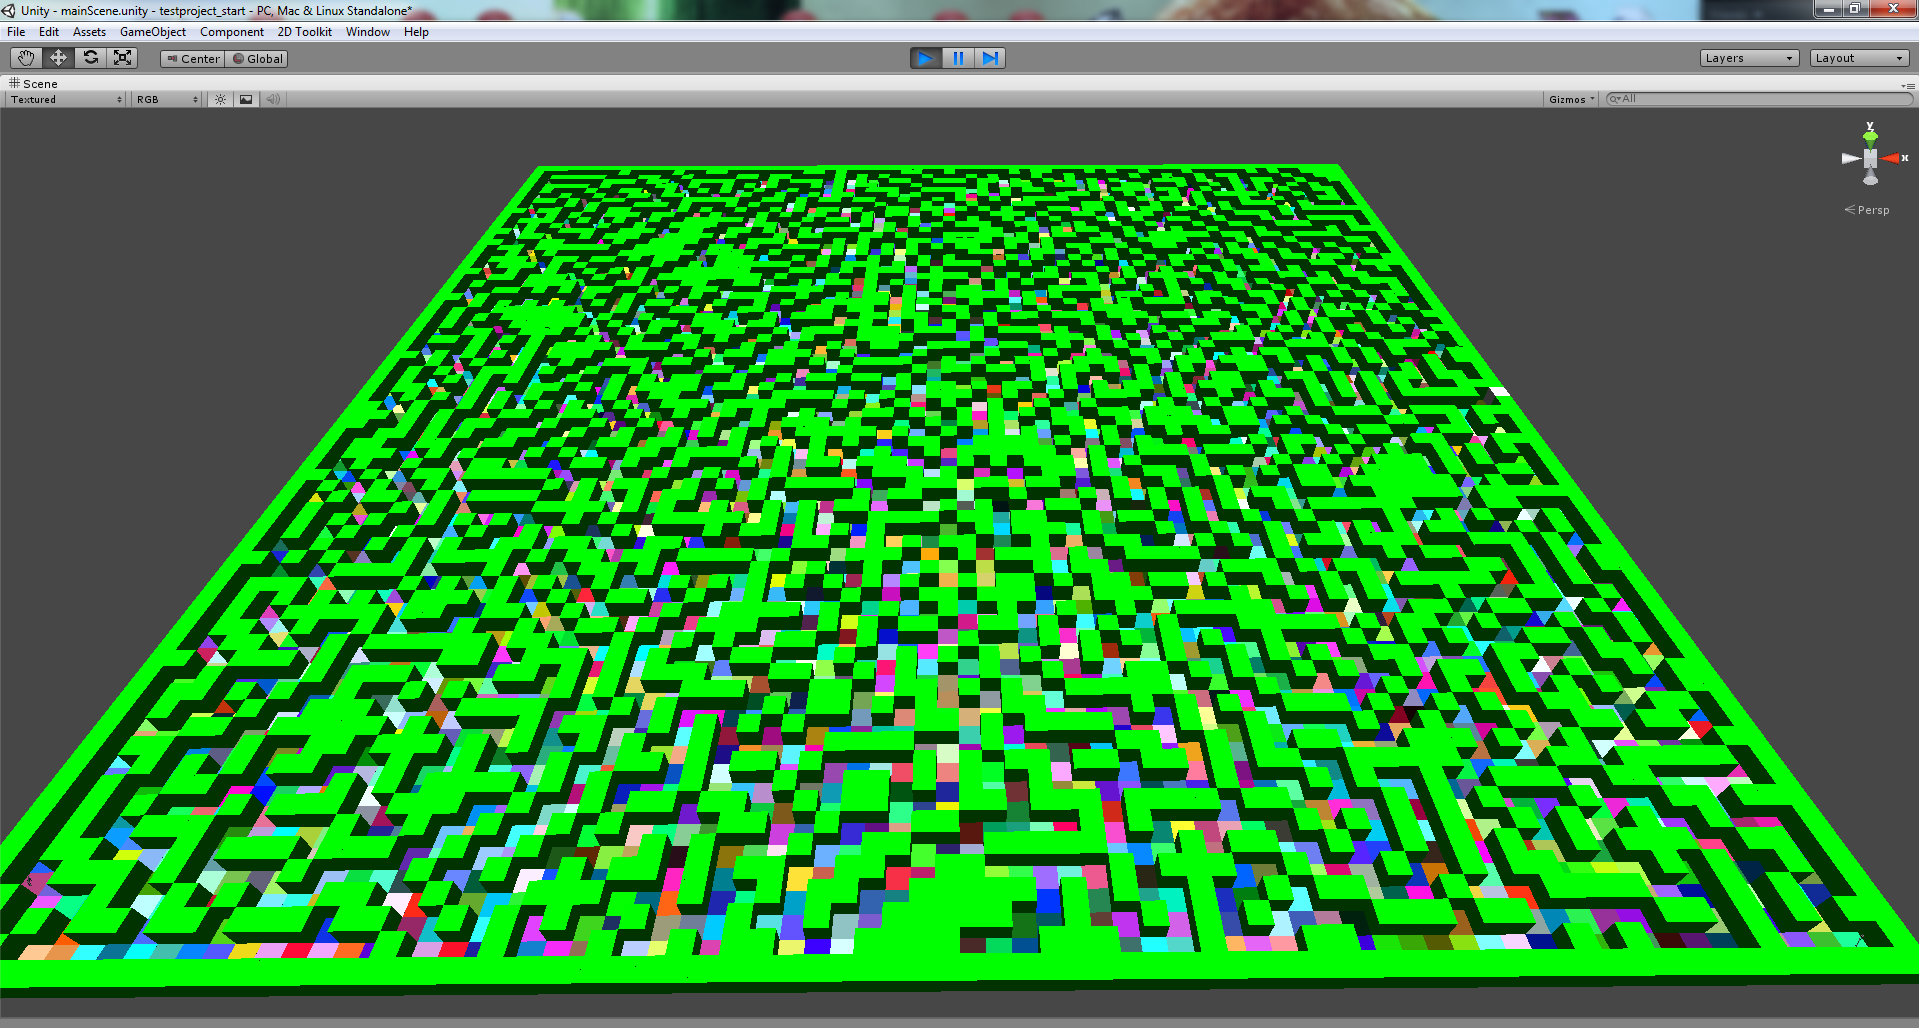 Unity - mainScene.unity - testproject_start - PC, Mac & Linux Standalone*
File Edit Assets GameObject Component 2D Toolkit Window Help
Center Global Layers Layout
Scene
Textured RGB Gizmos All
y
x
Persp